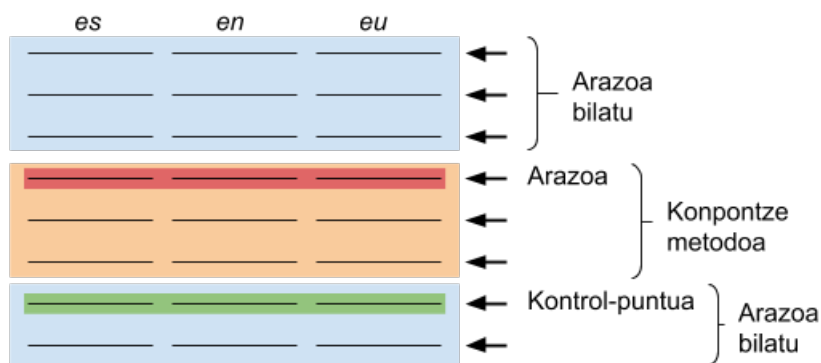 es en eu
Arazoa
bilatu
Arazoa
Konpontze
metodoa
Kontrol-puntua
Arazoa
bilatu